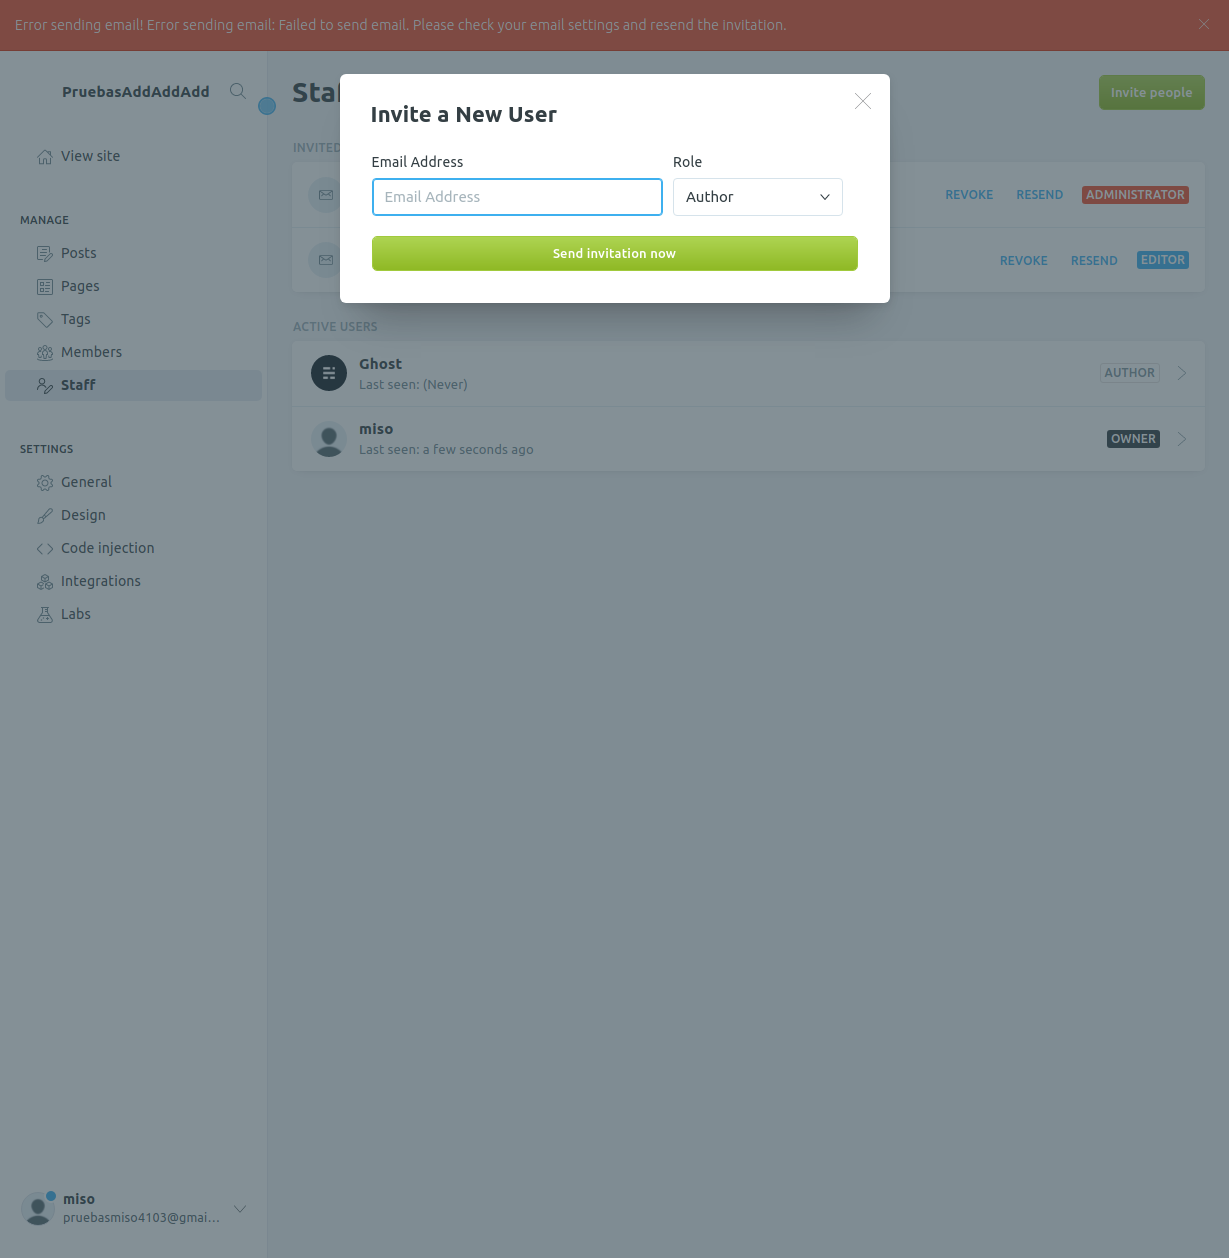 Error sending email! Error sending email: Failed to send email. Please check your email settings and resend the invitation.
PruebasAddAddAdd
View site
MANAGE
Posts
Pages
Tags
Members
Staff
SETTINGS
General
Design
Code injection
Integrations
Labs
miso
pruebasmiso4103@gmai...
Invite people
INVITED
REVOKE RESEND ADMINISTRATOR
REVOKE RESEND EDITOR
ACTIVE USERS
Ghost
Last seen: (Never)
AUTHOR
miso
Last seen: a few seconds ago
OWNER
Invite a New User
Email Address
Email Address
Role
Author
Send invitation now